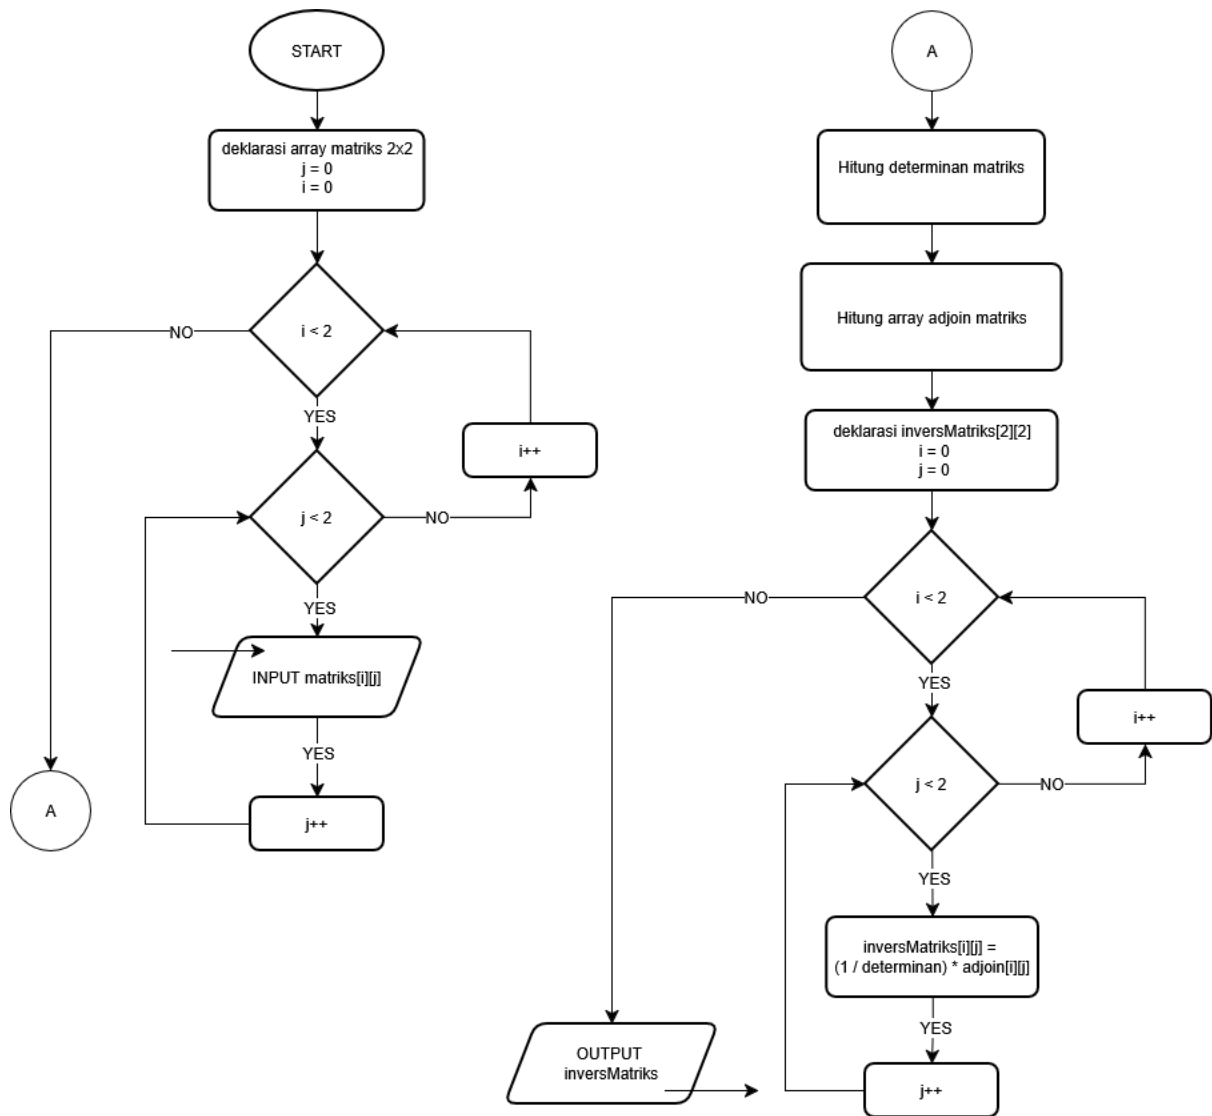 START
deklarasi array matriks 2x2
j = 0
i = 0
i < 2
NO
YES
i++
j < 2
NO
YES
INPUT matriks[i][j]
YES
j++
A
A
Hitung determinan matriks
Hitung array adjoin matriks
deklarasi inversMatriks[2][2]
i = 0
j = 0
i < 2
NO
YES
i++
j < 2
NO
YES
inversMatriks[i][j] =
(1 / determinan) * adjoin[i][j]
YES
j++
OUTPUT
inversMatriks